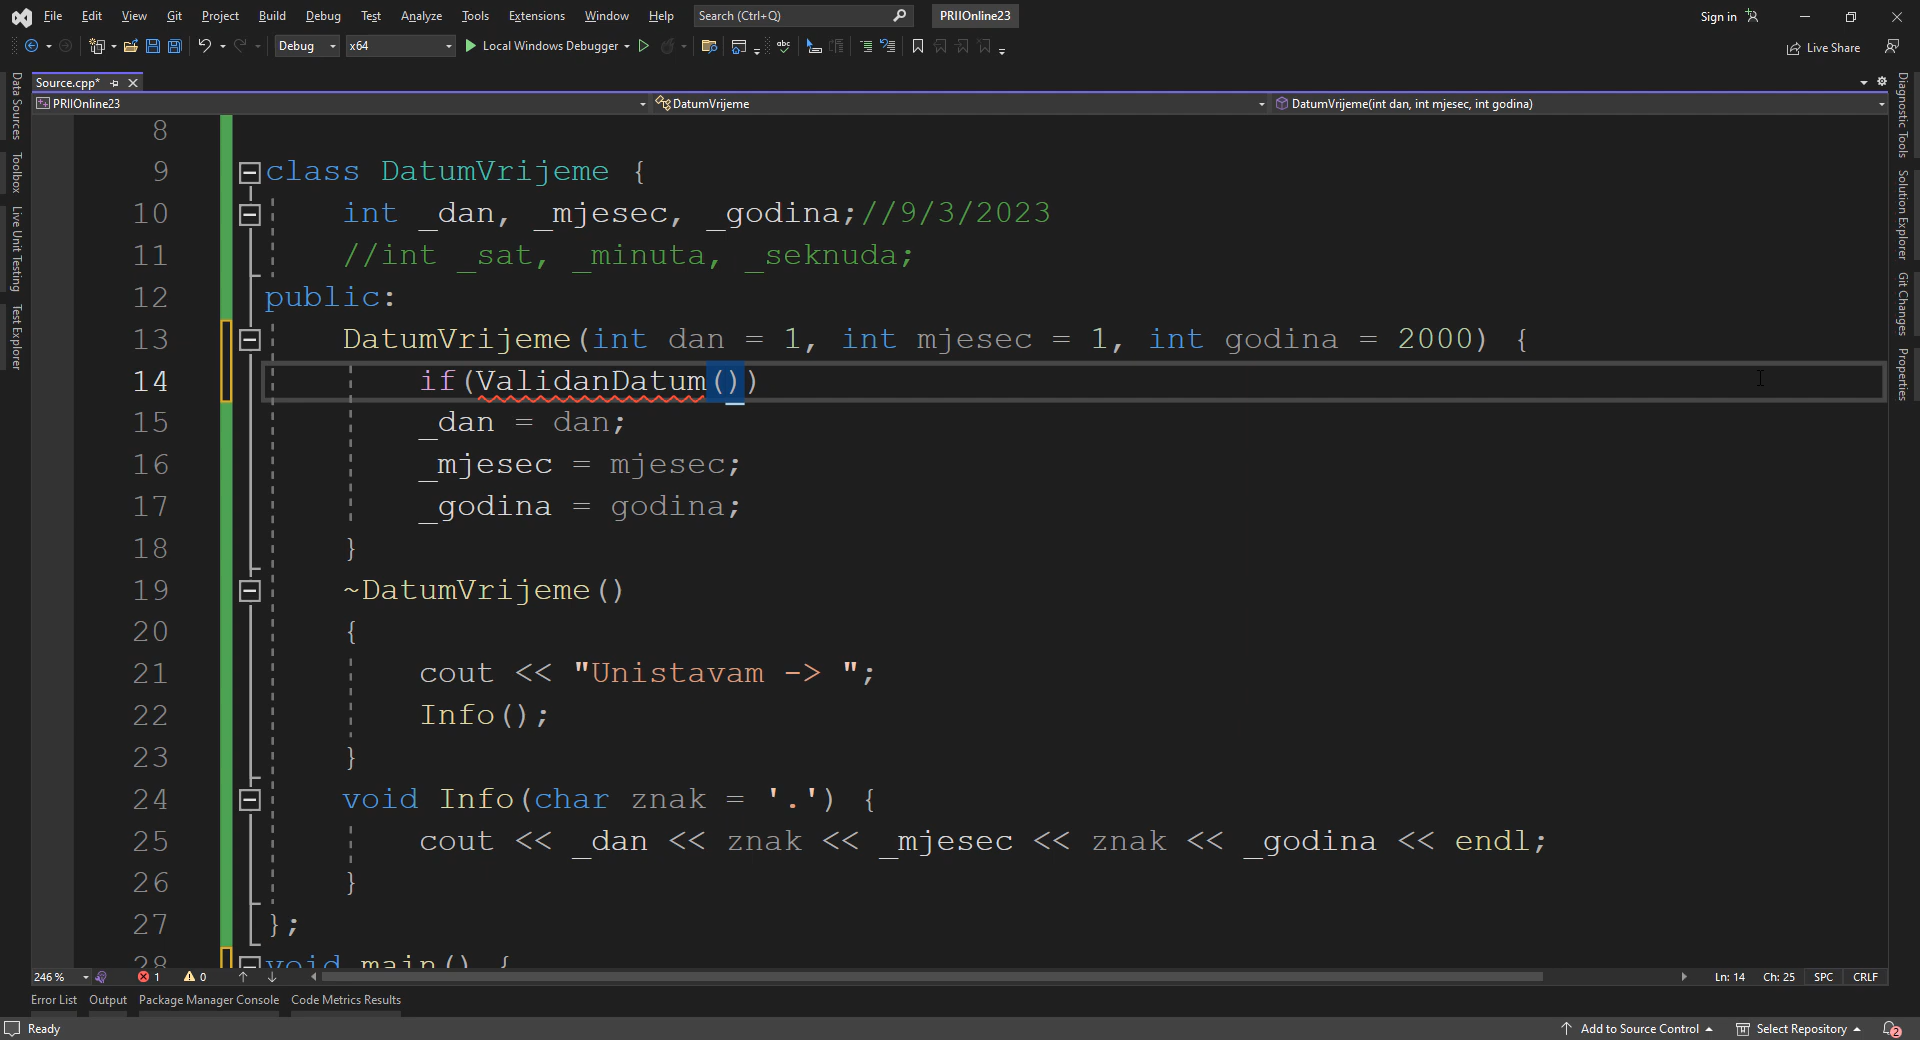 File Edit View Git Project Build Debug Test Analyze Tools Extensions Window Help Search (Ctrl+Q) PRIIOnline23 Sign in
Debug x64 Local Windows Debugger Live Share
Source.cpp*
PRIIOnline23 DatumVrijeme DatumVrijeme(int dan, int mjesec, int godina)
Data Sources
Toolbox
Live Unit Testing
Test Explorer
8
9 class DatumVrijeme {
10 int _dan, _mjesec, _godina;//9/3/2023
11 //int _sat, _minuta, _seknuda;
12 public:
13 DatumVrijeme(int dan = 1, int mjesec = 1, int godina = 2000) {
14 if(ValidanDatum())
15 _dan = dan;
16 _mjesec = mjesec;
17 _godina = godina;
18 }
19 ~DatumVrijeme()
20 {
21 cout << "Unistavam -> ";
22 Info();
23 }
24 void Info(char znak = '.') {
25 cout << _dan << znak << _mjesec << znak << _godina << endl;
26 }
27 };
28 void main() {
Diagnostic Tools
Solution Explorer
Git Changes
Properties
246 % 1 0 Ln: 14 Ch: 25 SPC CRLF
Error List Output Package Manager Console Code Metrics Results
Ready Add to Source Control Select Repository 2